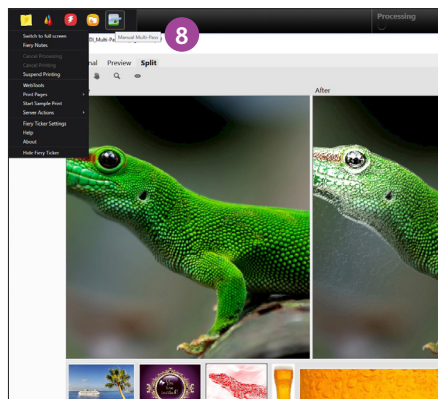 Processing
Manual Multi-Pass
8
Switch to full screen
Fiery Notes
Cancel Processing
Cancel Printing
Suspend Printing
WebTools
Print Pages
Start Sample Print
Server Actions
Fiery Ticker Settings
Help
About
Hide Fiery Ticker
Preview Split
After